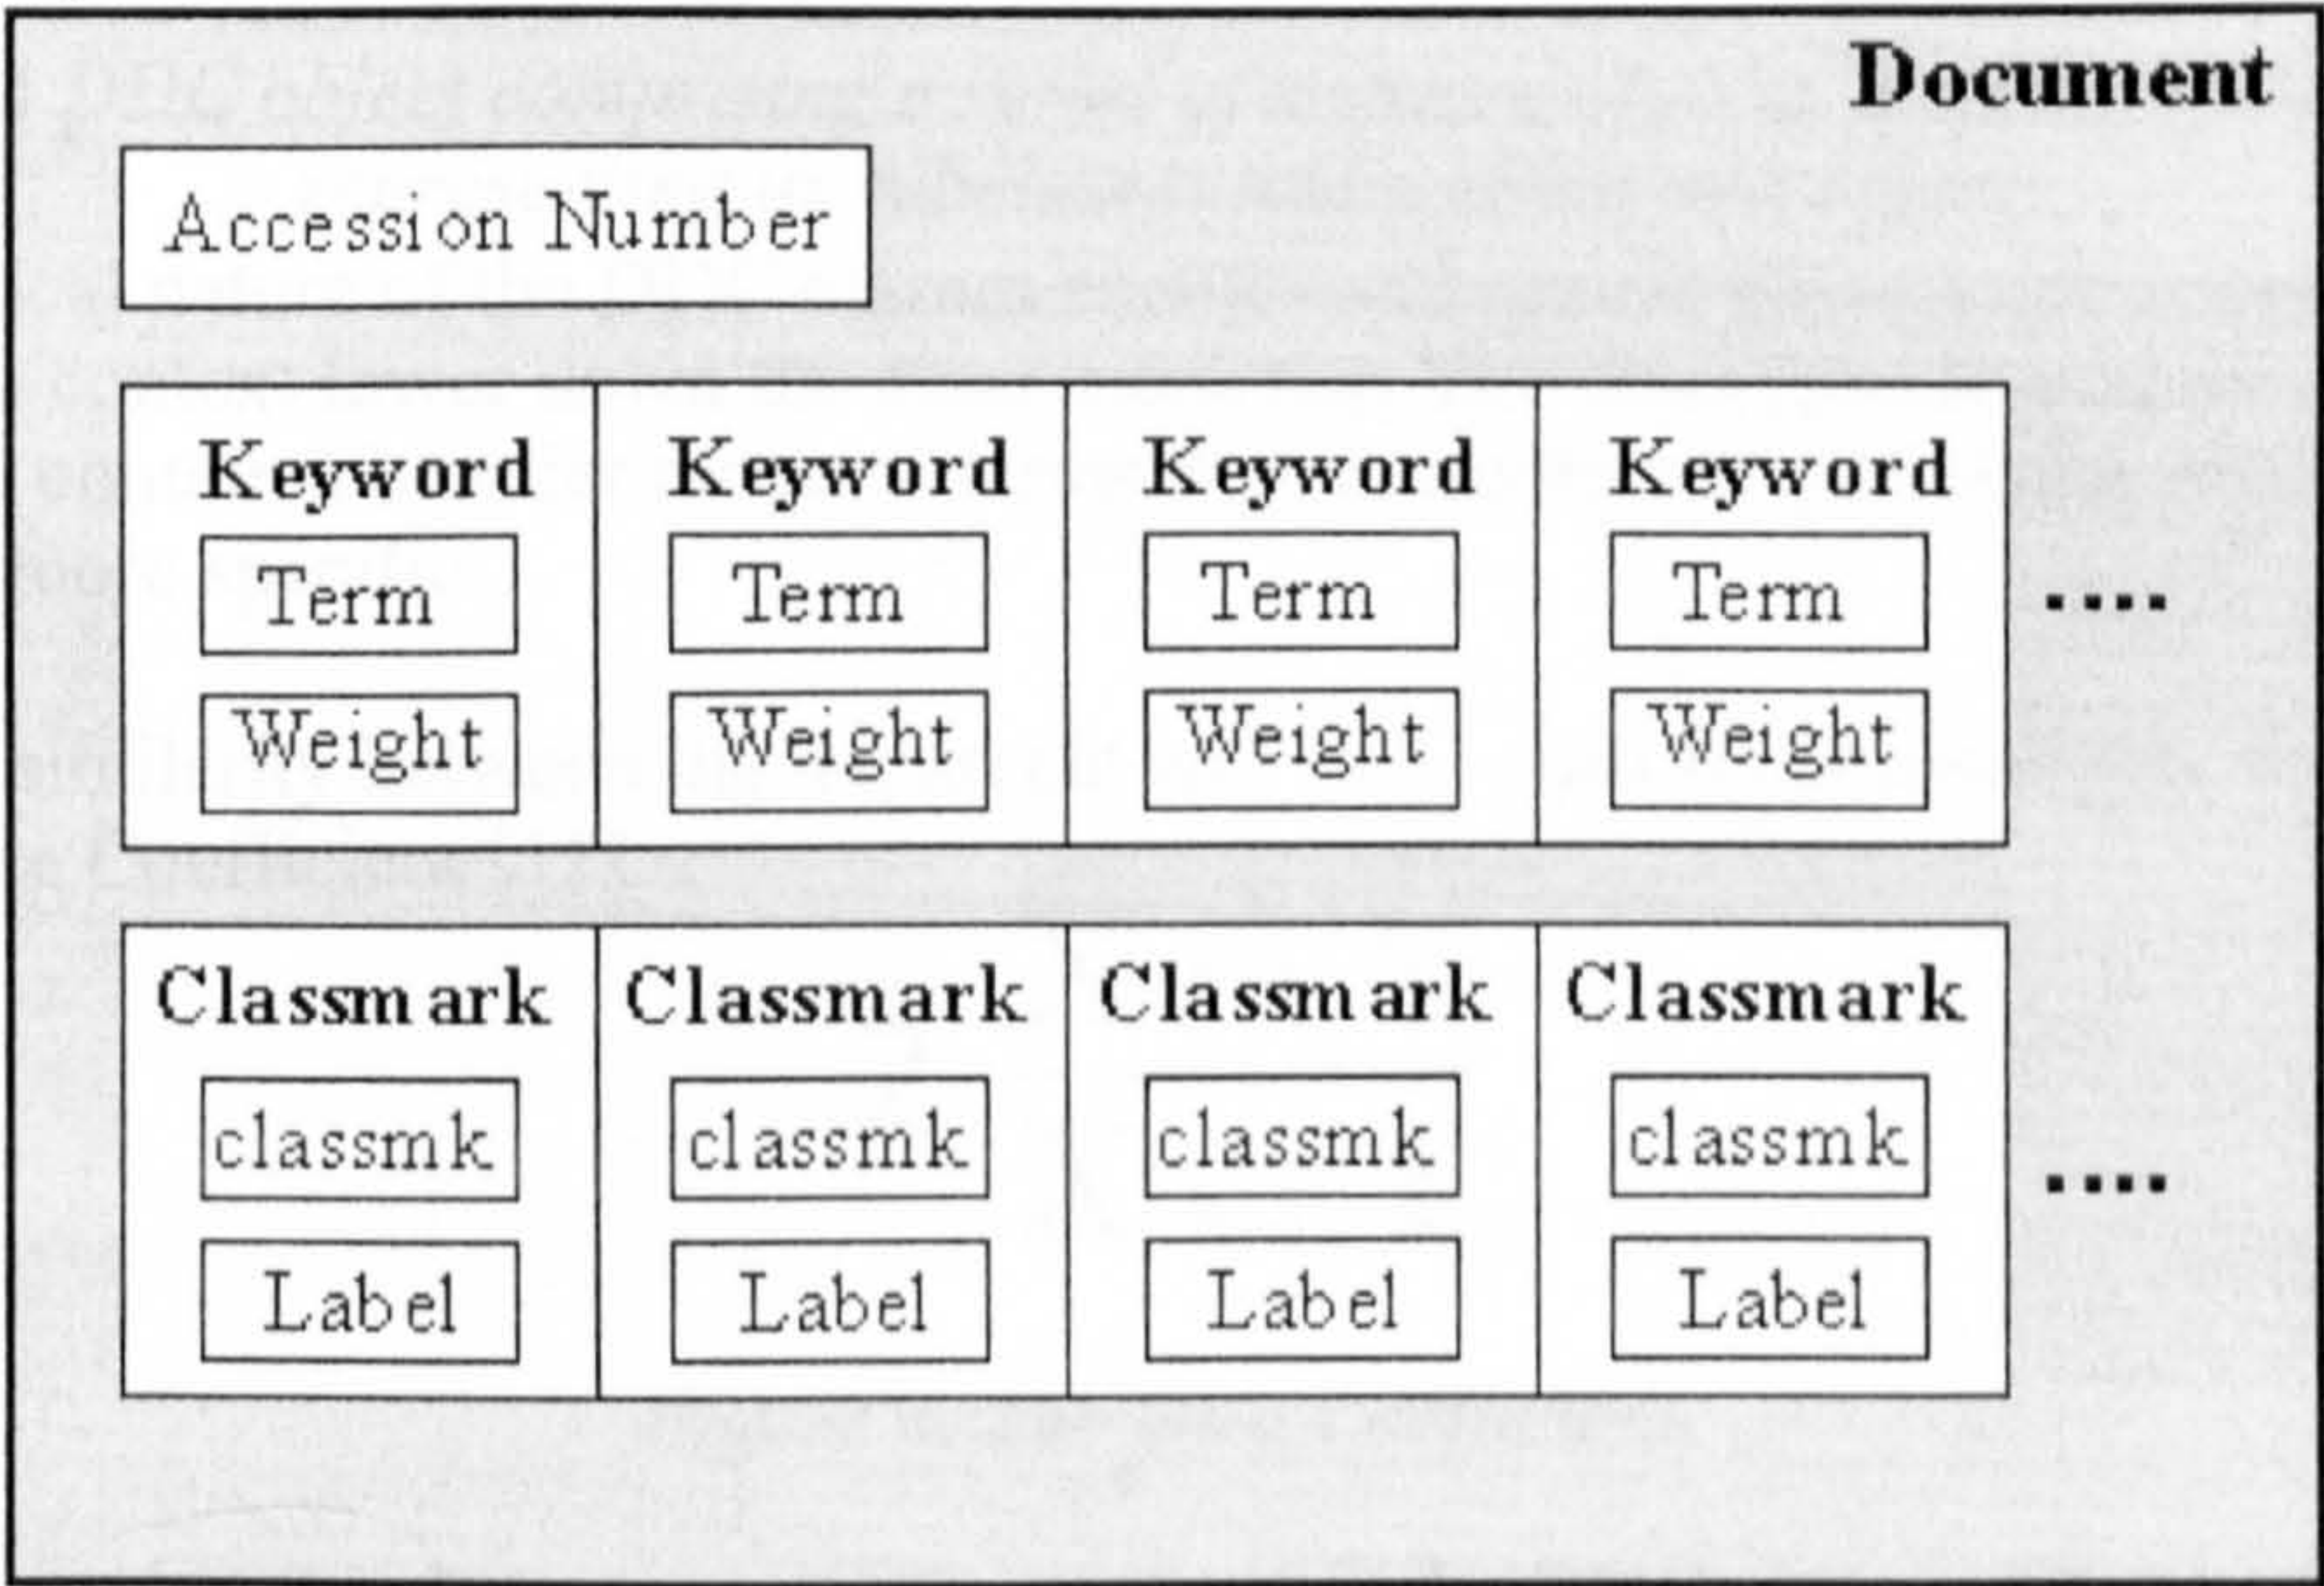 Document
Accession Number
Keyword Keyword Keyword Keyword
Term Term Term Term ....
Weight Weight Weight Weight
Classmark Classmark Classmark Classmark
classmk classmk classmk classmk ....
Label Label Label Label